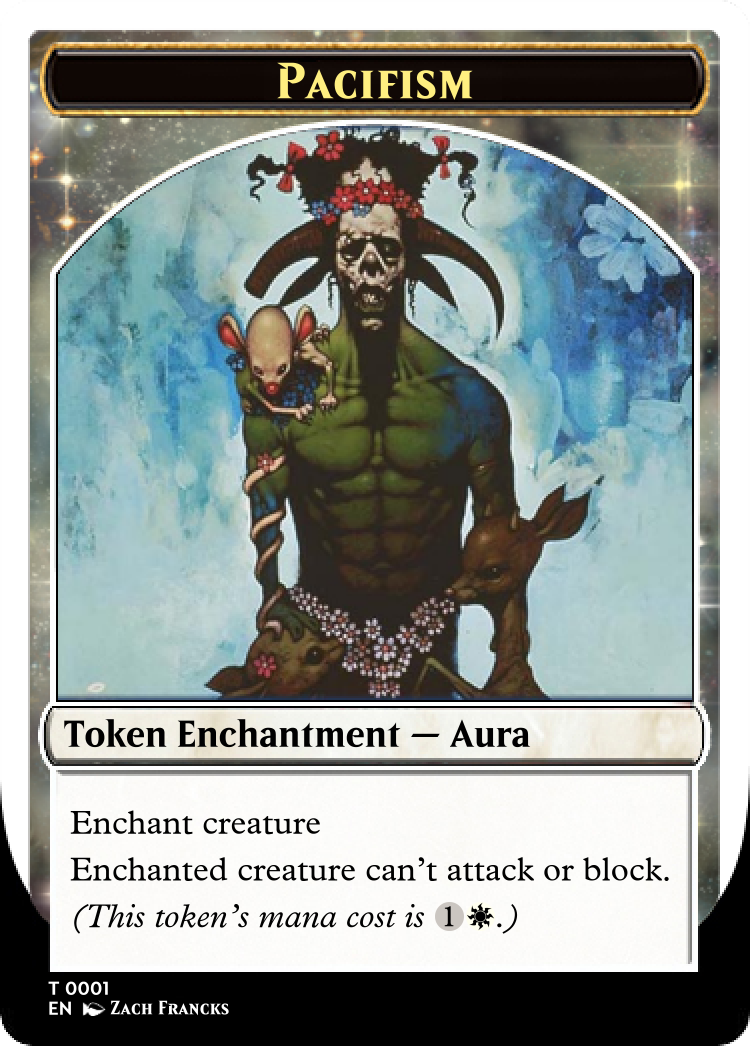 Pacifism
Token Enchantment — Aura
Enchant creature
Enchanted creature can't attack or block.
(This token's mana cost is 1.)
T 0001
EN Zach Francks